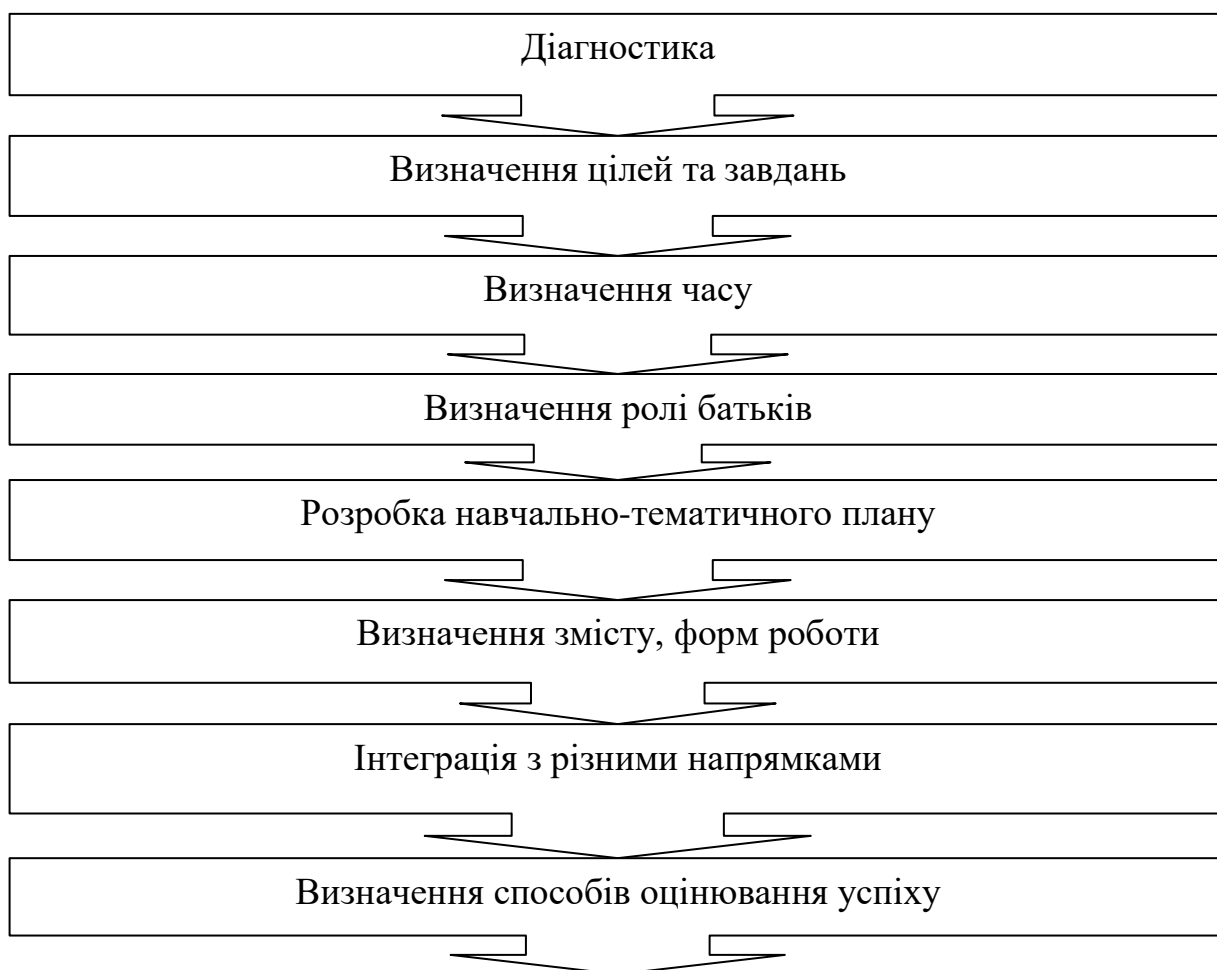 Діагностика
Визначення цілей та завдань
Визначення часу
Визначення ролі батьків
Розробка навчально-тематичного плану
Визначення змісту, форм роботи
Інтеграція з різними напрямками
Визначення способів оцінювання успіху